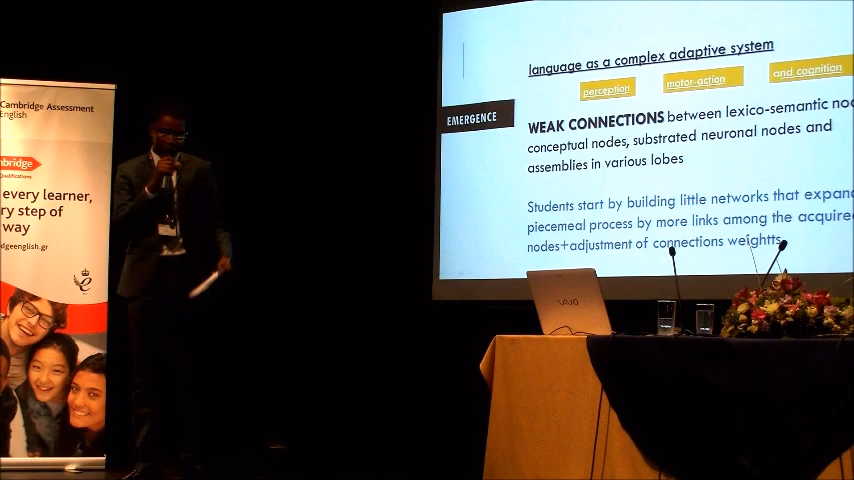 Cambridge Assessment
English
mbridge
Qualifications
every learner,
ry step of
way
dgeenglish.gr
language as a complex adaptive system
perception motor-action and cognition
EMERGENCE
WEAK CONNECTIONS between lexico-semantic
conceptual nodes, substrated neuronal nodes and
assemblies in various lobes
Students start by building little networks that expan
piecemeal process by more links among the acquire
nodes+adjustment of connections weightts
VAIO